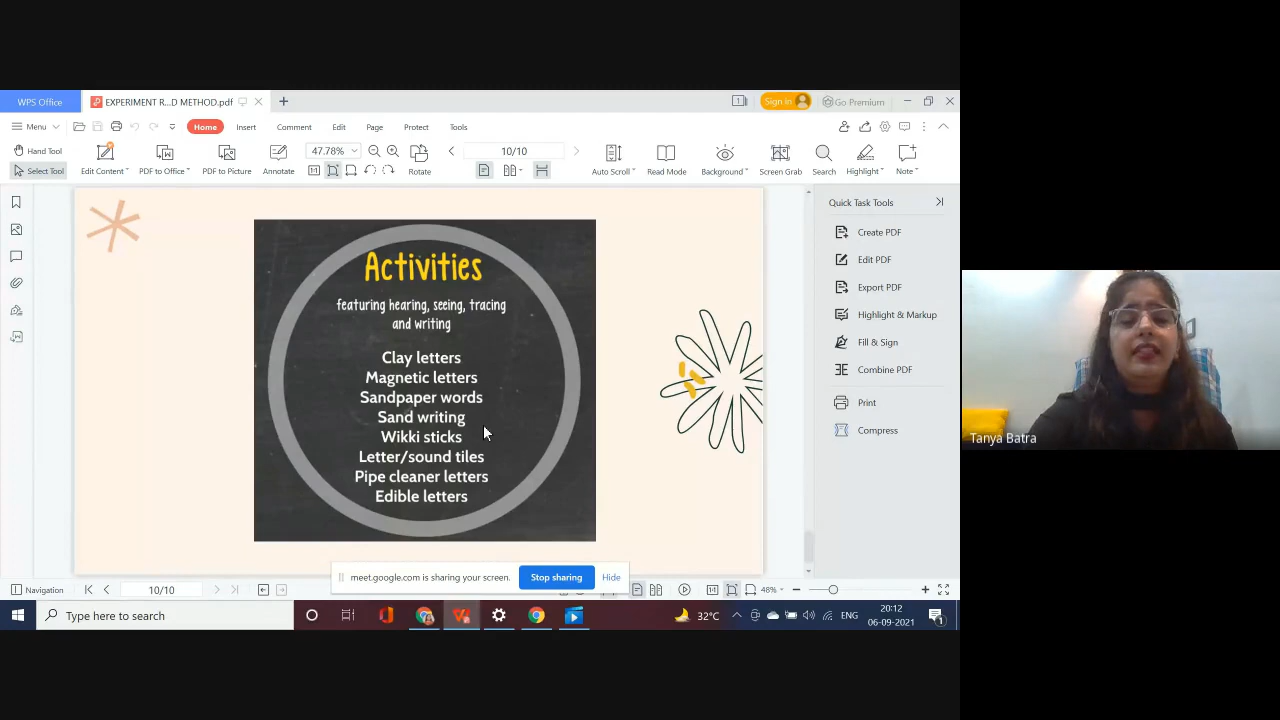 WPS Office
EXPERIMENT R...D METHOD.pdf
Sign in
Go Premium
Menu
Home
Insert
Comment
Edit
Page
Protect
Tools
Hand Tool
Select Tool
Edit Content
PDF to Office
PDF to Picture
Annotate
47.78%
Rotate
10/10
Auto Scroll
Read Mode
Background
Screen Grab
Search
Highlight
Note
Activities
featuring hearing, seeing, tracing
and writing
Clay letters
Magnetic letters
Sandpaper words
Sand writing
Wikki sticks
Letter/sound tiles
Pipe cleaner letters
Edible letters
Quick Task Tools
Create PDF
Edit PDF
Export PDF
Highlight & Markup
Fill & Sign
Combine PDF
Print
Compress
Tanya Batra
meet.google.com is sharing your screen.
Stop sharing
Hide
Navigation
10/10
48%
Type here to search
32°C
ENG
20:12
06-09-2021